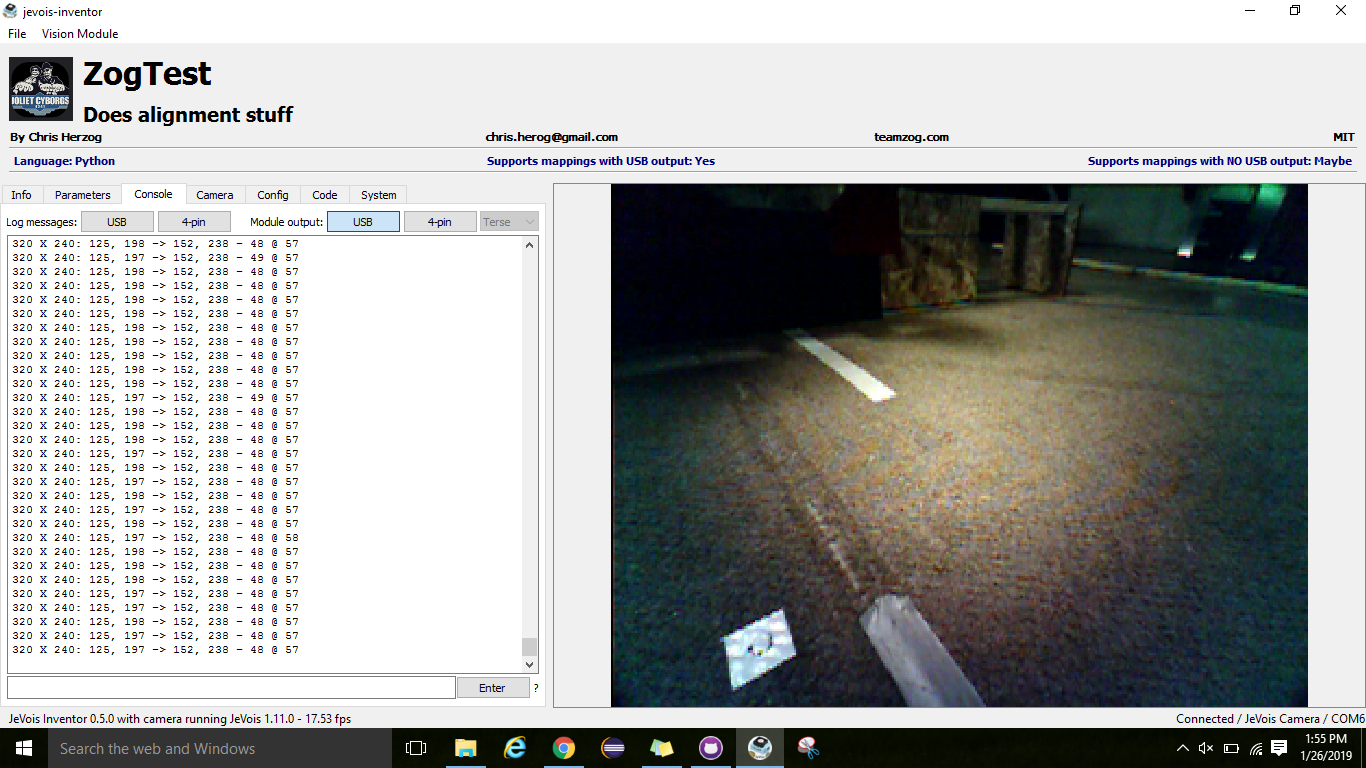 jevois-inventor
File Vision Module
JOLIET CYBORGS
ZogTest
Does alignment stuff
By Chris Herzog chris.herog@gmail.com teamzog.com MIT
Language: Python Supports mappings with USB output: Yes Supports mappings with NO USB output: Maybe
Info Parameters Console Camera Config Code System
Log messages: USB 4-pin Module output: USB 4-pin Terse
320 X 240: 125, 198 -> 152, 238 - 48 @ 57
320 X 240: 125, 197 -> 152, 238 - 49 @ 57
320 X 240: 125, 198 -> 152, 238 - 48 @ 57
320 X 240: 125, 198 -> 152, 238 - 48 @ 57
320 X 240: 125, 198 -> 152, 238 - 48 @ 57
320 X 240: 125, 198 -> 152, 238 - 48 @ 57
320 X 240: 125, 198 -> 152, 238 - 48 @ 57
320 X 240: 125, 198 -> 152, 238 - 48 @ 57
320 X 240: 125, 198 -> 152, 238 - 48 @ 57
320 X 240: 125, 197 -> 152, 238 - 48 @ 57
320 X 240: 125, 198 -> 152, 238 - 48 @ 57
320 X 240: 125, 197 -> 152, 238 - 49 @ 57
320 X 240: 125, 198 -> 152, 238 - 48 @ 57
320 X 240: 125, 198 -> 152, 238 - 48 @ 57
320 X 240: 125, 198 -> 152, 238 - 48 @ 57
320 X 240: 125, 197 -> 152, 238 - 48 @ 57
320 X 240: 125, 198 -> 152, 238 - 48 @ 57
320 X 240: 125, 197 -> 152, 238 - 48 @ 57
320 X 240: 125, 198 -> 152, 238 - 48 @ 57
320 X 240: 125, 197 -> 152, 238 - 48 @ 57
320 X 240: 125, 198 -> 152, 238 - 48 @ 57
320 X 240: 125, 197 -> 152, 238 - 48 @ 58
320 X 240: 125, 198 -> 152, 238 - 48 @ 57
320 X 240: 125, 197 -> 152, 238 - 48 @ 57
320 X 240: 125, 198 -> 152, 238 - 48 @ 57
320 X 240: 125, 197 -> 152, 238 - 48 @ 57
320 X 240: 125, 197 -> 152, 238 - 48 @ 57
320 X 240: 125, 198 -> 152, 238 - 48 @ 57
320 X 240: 125, 197 -> 152, 238 - 48 @ 57
320 X 240: 125, 197 -> 152, 238 - 48 @ 57
Enter ?
JeVois Inventor 0.5.0 with camera running JeVois 1.11.0 - 17.53 fps Connected / JeVois Camera / COM6
Search the web and Windows
1:55 PM
1/26/2019